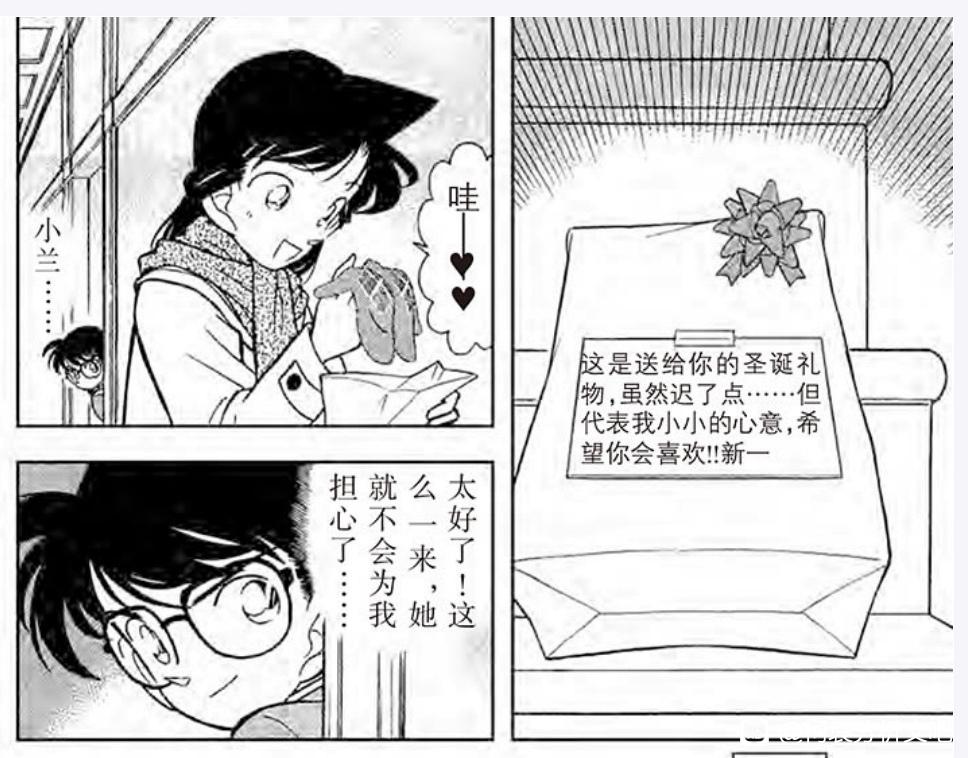 这是送给你的圣诞礼
物,虽然迟了点……但
代表我小小的心意,希
望你会喜欢!!新一
哇—♥♥
小兰……
太好了!这
么一来,她
就不会为我
担心了……